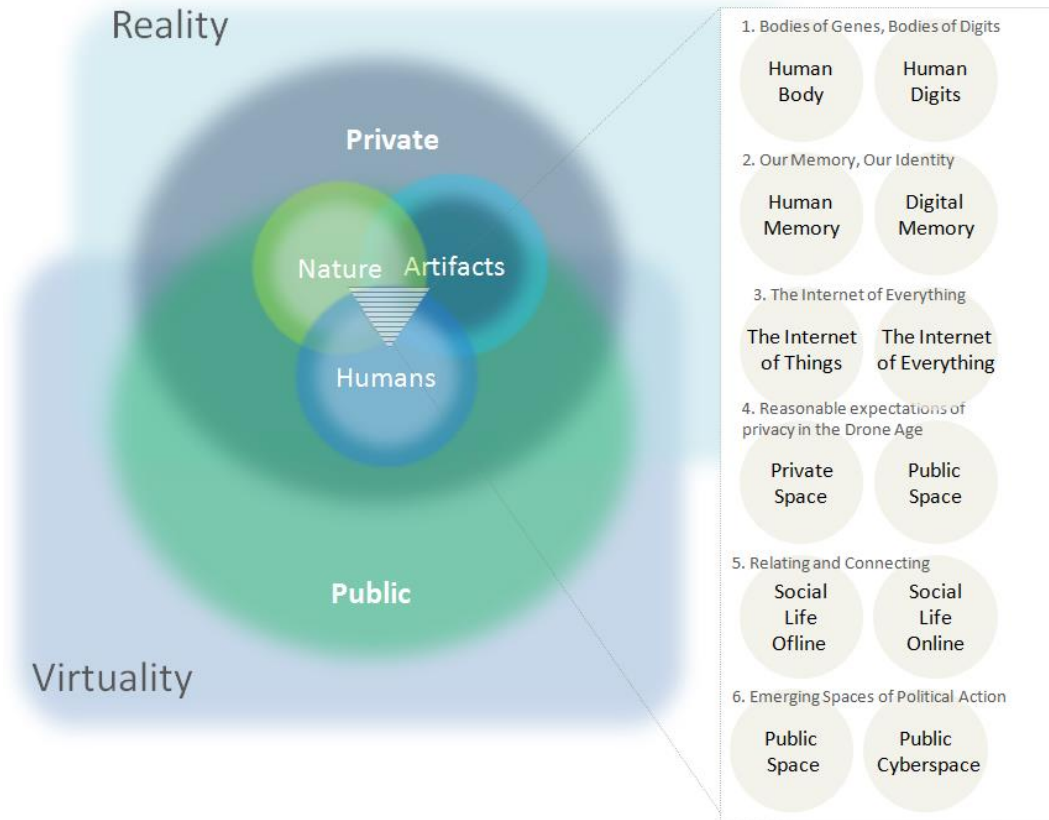 Reality
Private
Nature
Artifacts
Humans
Public
Virtuality
1. Bodies of Genes, Bodies of Digits
Human
Body
Human
Digits
2. Our Memory, Our Identity
Human
Memory
Digital
Memory
3. The Internet of Everything
The Internet
of Things
The Internet
of Everything
4. Reasonable expectations of
privacy in the Drone Age
Private
Space
Public
Space
5. Relating and Connecting
Social
Life
Ofline
Social
Life
Online
6. Emerging Spaces of Political Action
Public
Space
Public
Cyberspace